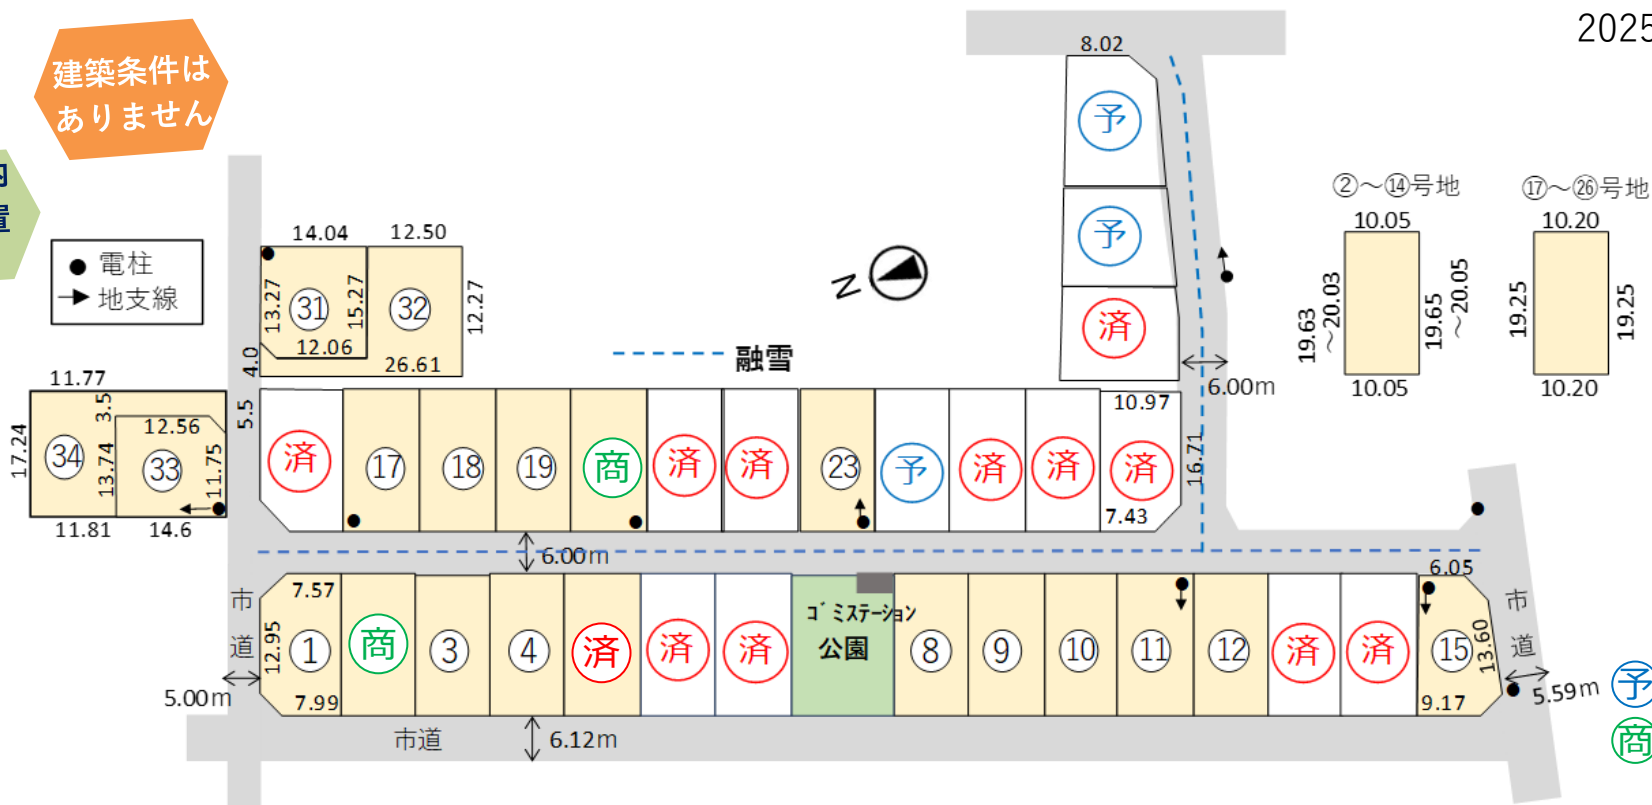 2025
建築条件は
ありません
内
置
● 電柱
→ 地支線
8.02
予
予
済
②～⑭号地
10.05
19.63
～20.03
19.65
～20.05
10.05
⑰～㉖号地
10.20
19.25
19.25
10.20
14.04
12.50
13.27
31
15.27
32
12.27
12.06
4.0
26.61
N
融雪
6.00m
11.77
3.5
12.56
17.24
34
13.74
33
11.75
11.81
14.6
5.5
済
17
18
19
商
済
済
23
予
済
済
済
10.97
16.71
7.43
6.00m
市道
7.57
12.95
1
7.99
商
3
4
済
済
済
ゴミステーション
公園
8
9
10
11
12
済
済
6.05
15
13.60
9.17
市道
5.00m
5.59m
市道
6.12m
予
商